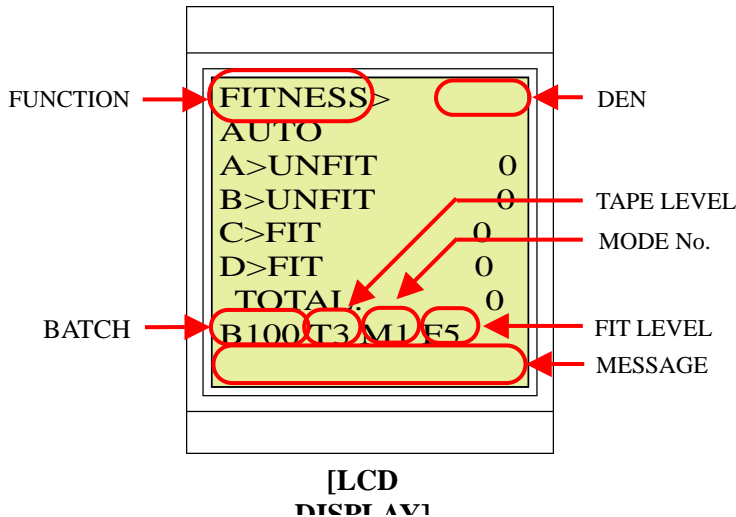 FUNCTION
FITNESS>
DEN
AUTO
A>UNFIT 0
B>UNFIT 0
TAPE LEVEL
C>FIT 0
MODE No.
D>FIT 0
TOTAL. 0
BATCH
B100 T3 M1 F5
FIT LEVEL
MESSAGE
[LCD
DISPLAY]